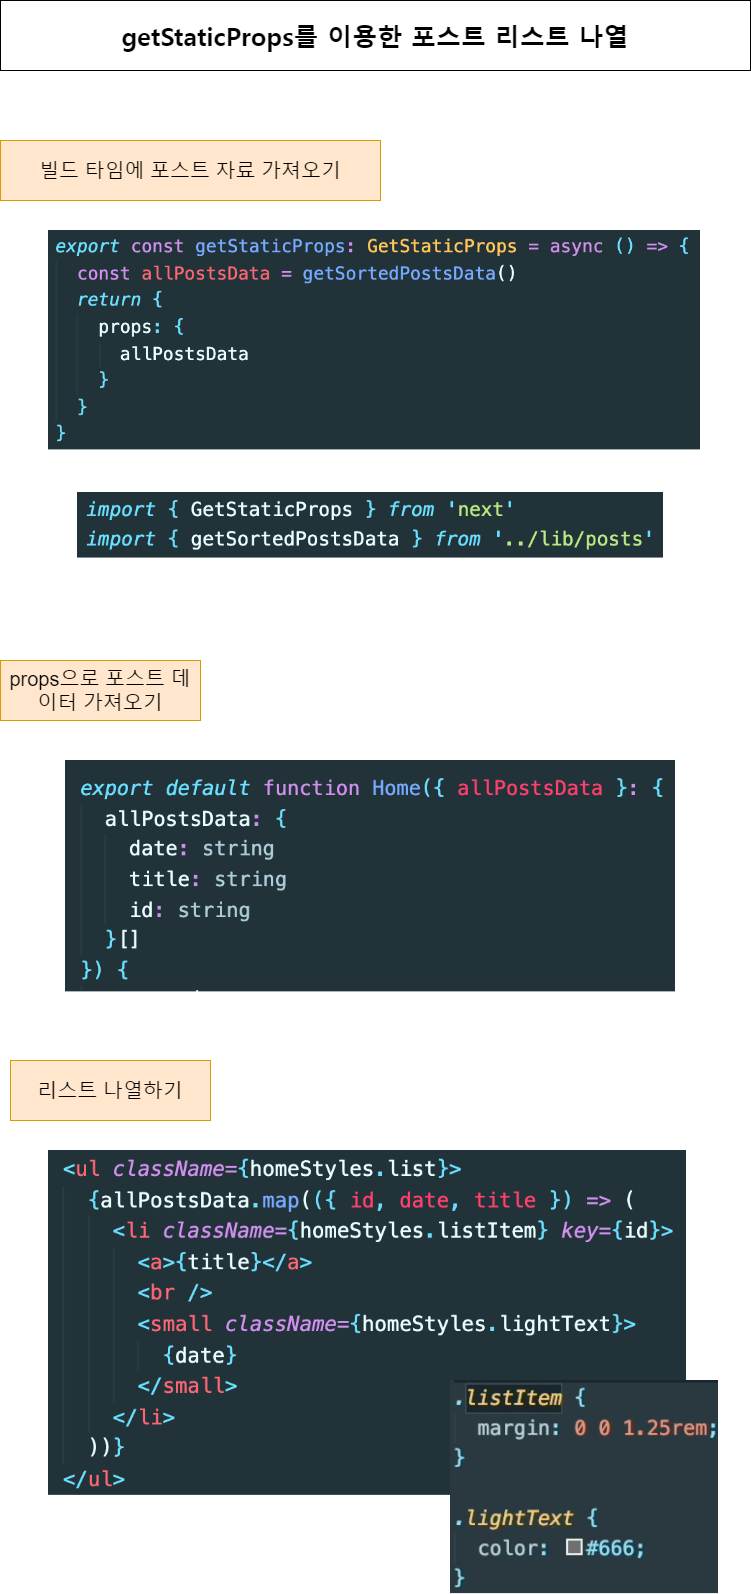 getStaticProps를 이용한 포스트 리스트 나열
빌드 타임에 포스트 자료 가져오기
export const getStaticProps: GetStaticProps = async () => {
  const allPostsData = getSortedPostsData()
  return {
    props: {
      allPostsData
    }
  }
}
import { GetStaticProps } from 'next'
import { getSortedPostsData } from '../lib/posts'
props으로 포스트 데
이터 가져오기
export default function Home({ allPostsData }: {
  allPostsData: {
    date: string
    title: string
    id: string
  }[]
}) {
리스트 나열하기
<ul className={homeStyles.list}>
  {allPostsData.map(({ id, date, title }) => (
    <li className={homeStyles.listItem} key={id}>
      <a>{title}</a>
      <br />
      <small className={homeStyles.lightText}>
        {date}
      </small>
    </li>
  ))}
</ul>
.listItem {
  margin: 0 0 1.25rem;
}
.lightText {
  color: #666;
}